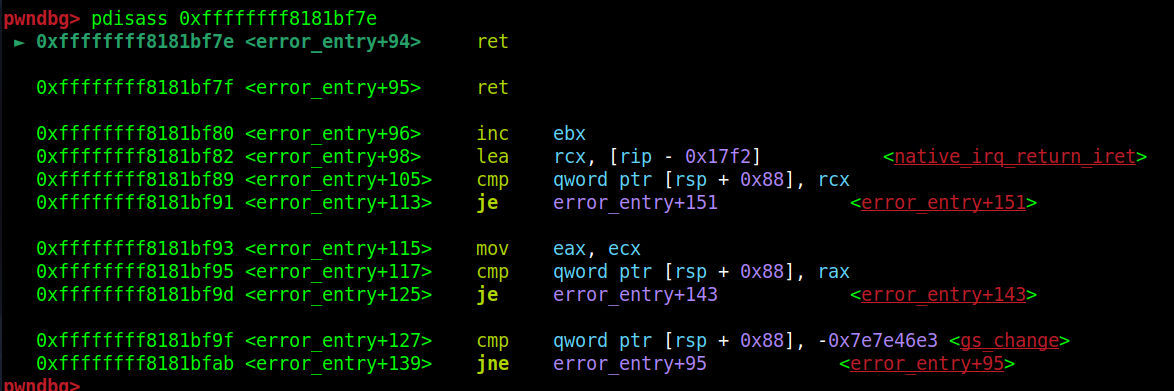 pwndbg> pdisass 0xffffffff8181bf7e
► 0xffffffff8181bf7e <error_entry+94> ret
0xffffffff8181bf7f <error_entry+95> ret
0xffffffff8181bf80 <error_entry+96> inc ebx
0xffffffff8181bf82 <error_entry+98> lea rcx, [rip - 0x17f2] <native_irq_return_iret>
0xffffffff8181bf89 <error_entry+105> cmp qword ptr [rsp + 0x88], rcx
0xffffffff8181bf91 <error_entry+113> je error_entry+151 <error_entry+151>
0xffffffff8181bf93 <error_entry+115> mov eax, ecx
0xffffffff8181bf95 <error_entry+117> cmp qword ptr [rsp + 0x88], rax
0xffffffff8181bf9d <error_entry+125> je error_entry+143 <error_entry+143>
0xffffffff8181bf9f <error_entry+127> cmp qword ptr [rsp + 0x88], -0x7e7e46e3 <gs_change>
0xffffffff8181bfab <error_entry+139> jne error_entry+95 <error_entry+95>
pwndbg>